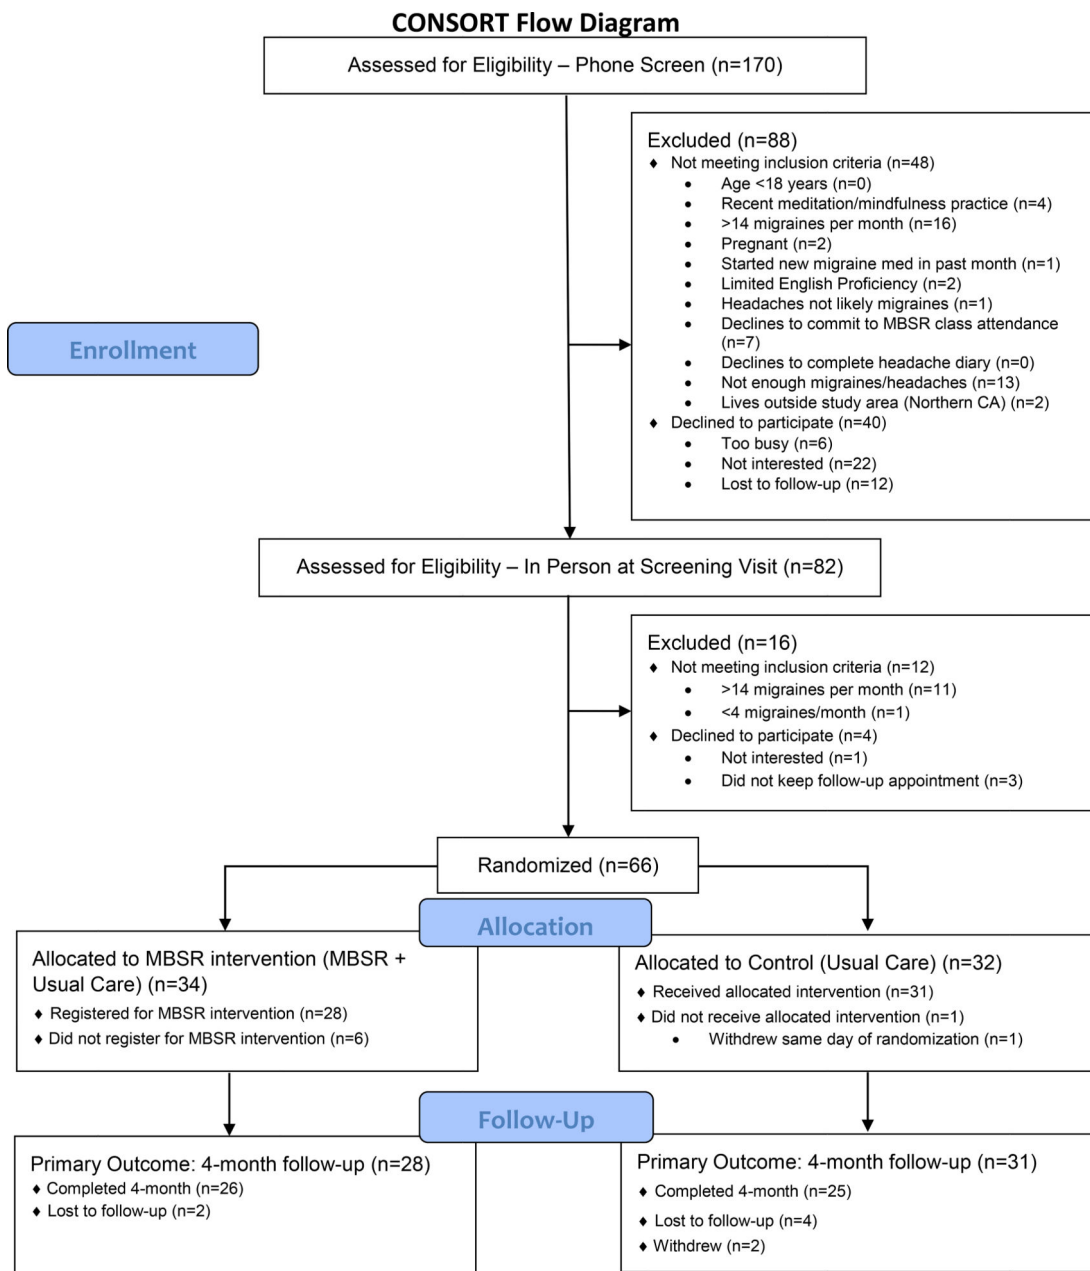 CONSORT Flow Diagram
Assessed for Eligibility – Phone Screen (n=170)
Excluded (n=88)
♦ Not meeting inclusion criteria (n=48)
• Age <18 years (n=0)
• Recent meditation/mindfulness practice (n=4)
• >14 migraines per month (n=16)
• Pregnant (n=2)
• Started new migraine med in past month (n=1)
• Limited English Proficiency (n=2)
• Headaches not likely migraines (n=1)
• Declines to commit to MBSR class attendance
(n=7)
• Declines to complete headache diary (n=0)
• Not enough migraines/headaches (n=13)
• Lives outside study area (Northern CA) (n=2)
♦ Declined to participate (n=40)
• Too busy (n=6)
• Not interested (n=22)
• Lost to follow-up (n=12)
Enrollment
Assessed for Eligibility – In Person at Screening Visit (n=82)
Excluded (n=16)
♦ Not meeting inclusion criteria (n=12)
• >14 migraines per month (n=11)
• <4 migraines/month (n=1)
♦ Declined to participate (n=4)
• Not interested (n=1)
• Did not keep follow-up appointment (n=3)
Randomized (n=66)
Allocation
Allocated to MBSR intervention (MBSR +
Usual Care) (n=34)
♦ Registered for MBSR intervention (n=28)
♦ Did not register for MBSR intervention (n=6)
Allocated to Control (Usual Care) (n=32)
♦ Received allocated intervention (n=31)
♦ Did not receive allocated intervention (n=1)
• Withdrew same day of randomization (n=1)
Follow-Up
Primary Outcome: 4-month follow-up (n=28)
♦ Completed 4-month (n=26)
♦ Lost to follow-up (n=2)
Primary Outcome: 4-month follow-up (n=31)
♦ Completed 4-month (n=25)
♦ Lost to follow-up (n=4)
♦ Withdrew (n=2)